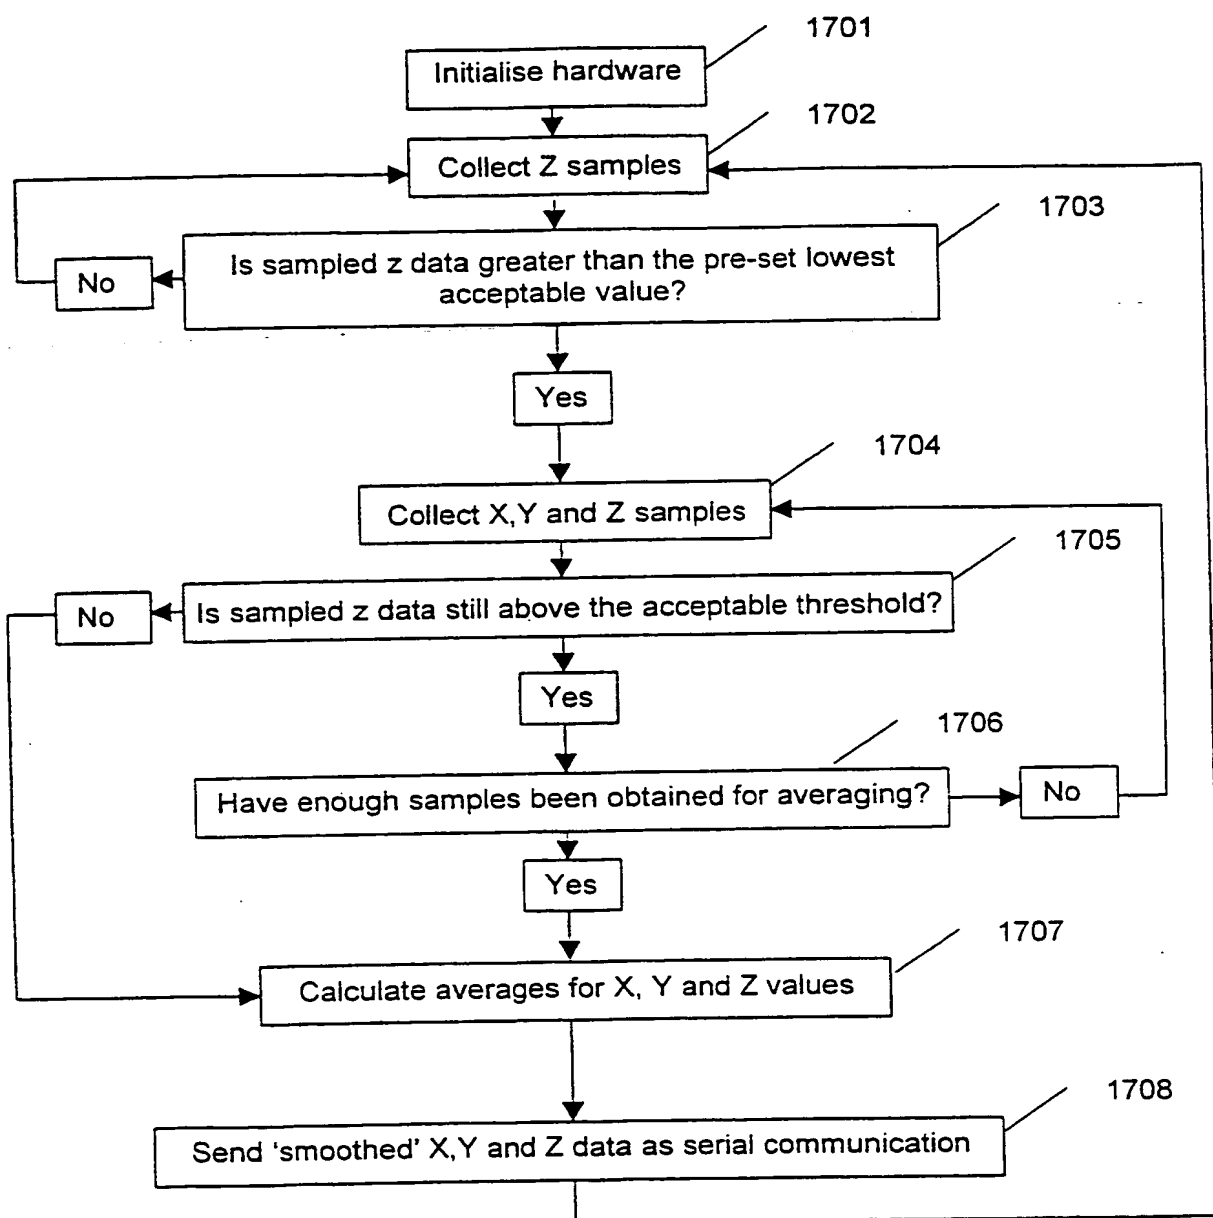 1701
Initialise hardware
1702
Collect Z samples
1703
Is sampled z data greater than the pre-set lowest
acceptable value?
No
Yes
1704
Collect X,Y and Z samples
1705
Is sampled z data still above the acceptable threshold?
No
Yes
1706
Have enough samples been obtained for averaging?
No
Yes
1707
Calculate averages for X, Y and Z values
1708
Send ‘smoothed’ X,Y and Z data as serial communication